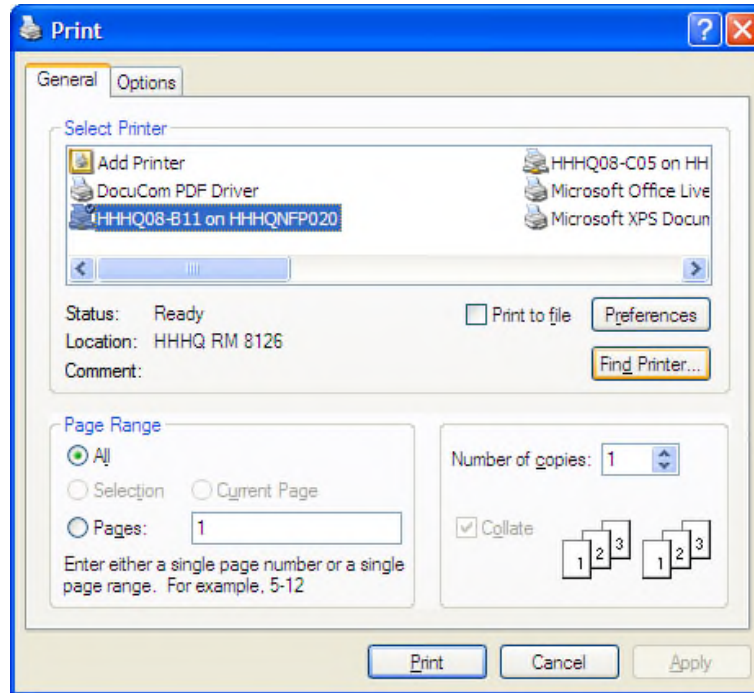 Print
General Options
Select Printer
Add Printer HHHQ08-C05 on HH
DocuCom PDF Driver Microsoft Office Live
HHHQ08-B11 on HHHQNFP020 Microsoft XPS Docun
Status: Ready Print to file Preferences
Location: HHHQ RM 8126
Comment: Find Printer...
Page Range
All Number of copies: 1
Selection Current Page
Pages: 1 Collate
Enter either a single page number or a single
page range. For example, 5-12
1 2 3 1 2 3
Print Cancel Apply